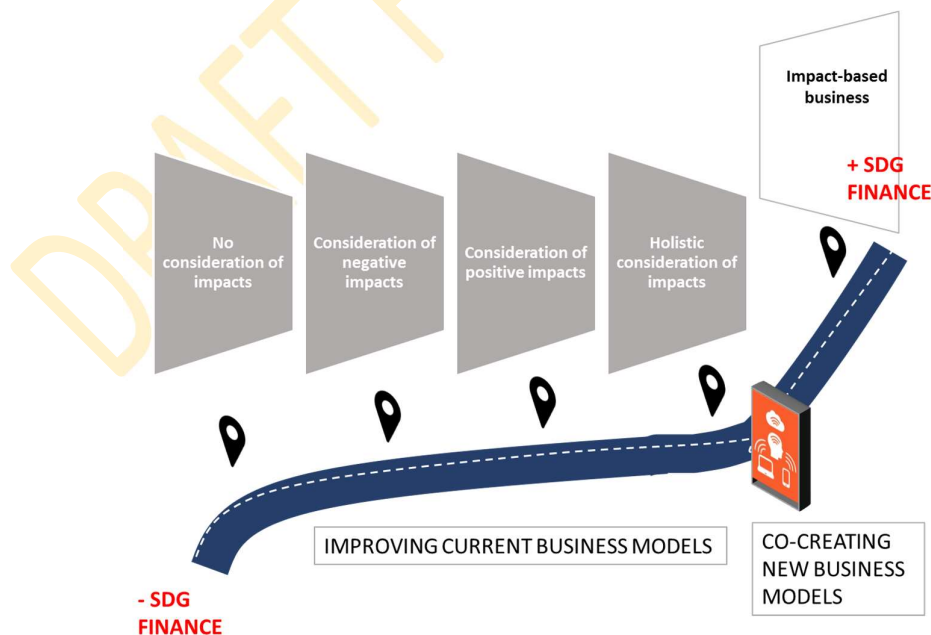 DRAFT
Impact-based
business
+ SDG
FINANCE
No
consideration of
impacts
Consideration of
negative
impacts
Consideration of
positive impacts
Holistic
consideration of
impacts
IMPROVING CURRENT BUSINESS MODELS
CO-CREATING
NEW BUSINESS
MODELS
- SDG
FINANCE